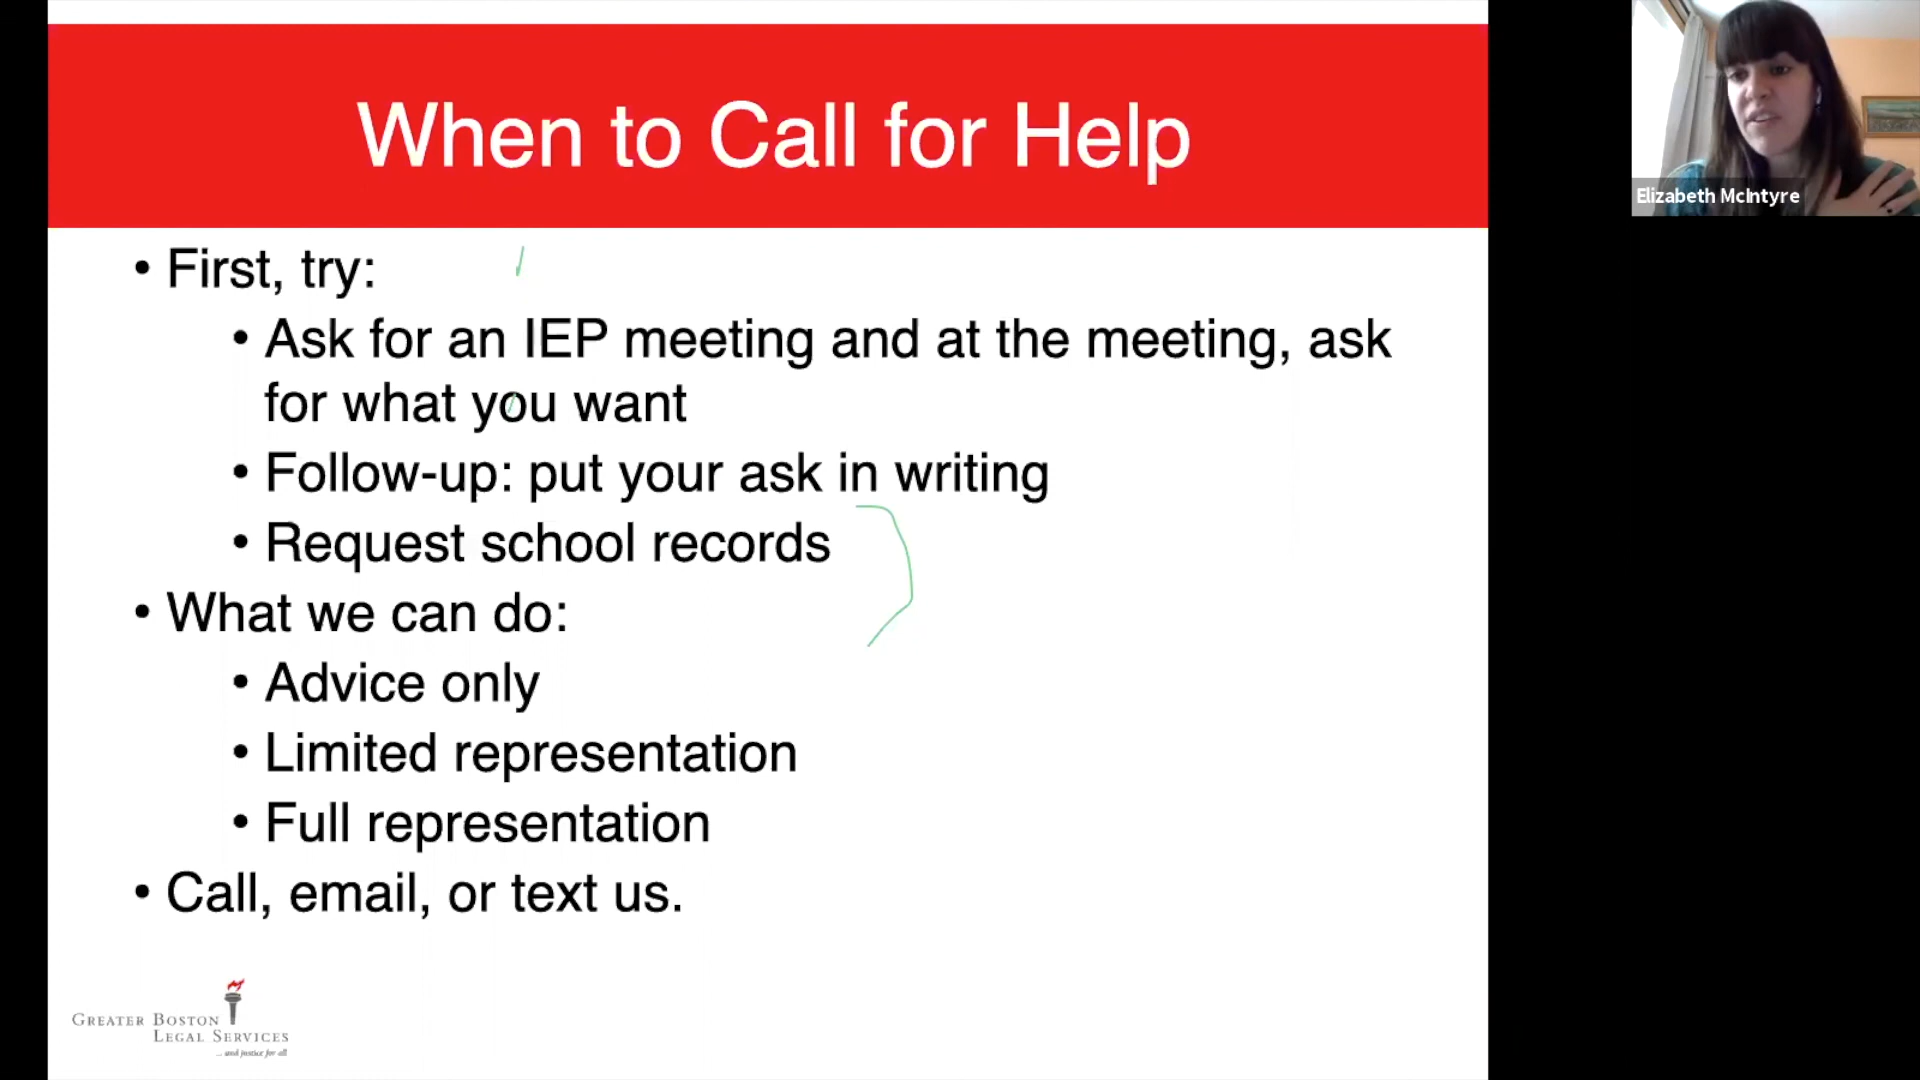 When to Call for Help
Elizabeth McIntyre
• First, try:
• Ask for an IEP meeting and at the meeting, ask
for what you want
• Follow-up: put your ask in writing
• Request school records
• What we can do:
• Advice only
• Limited representation
• Full representation
• Call, email, or text us.
GREATER BOSTON
LEGAL SERVICES
... and justice for all